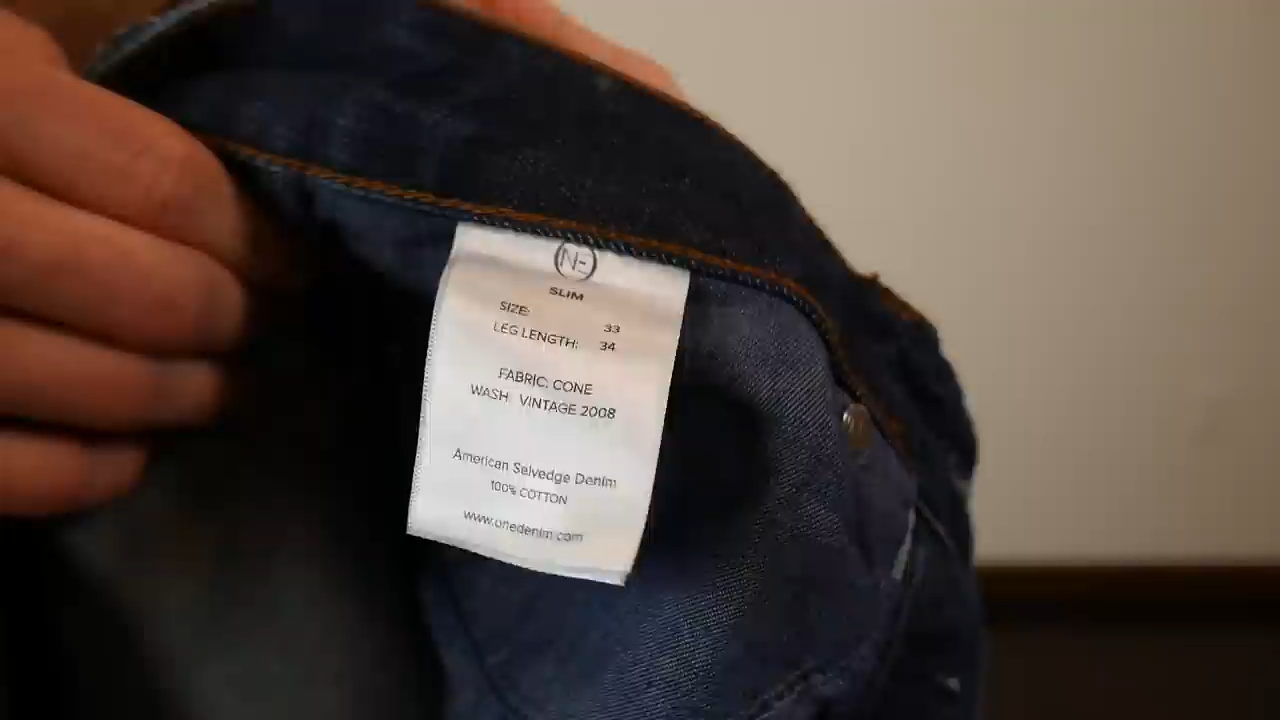 NE
SLIM
SIZE: 33
LEG LENGTH: 34
FABRIC: CONE
WASH: VINTAGE 2008
American Selvedge Denim
100% COTTON
www.onedenim.com